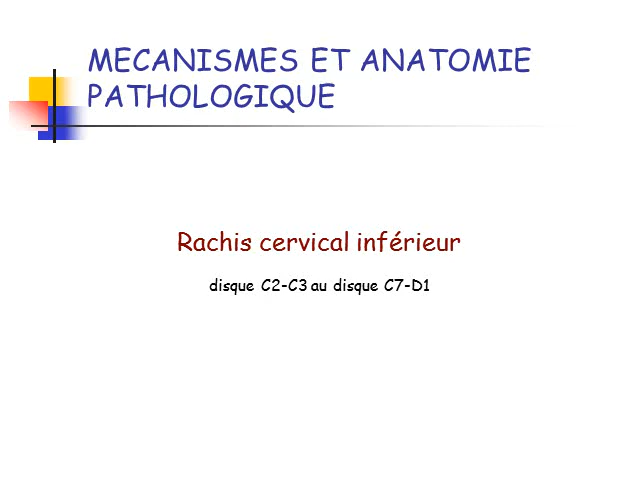 MECANISMES ET ANATOMIE
PATHOLOGIQUE
Rachis cervical inférieur
disque C2-C3 au disque C7-D1